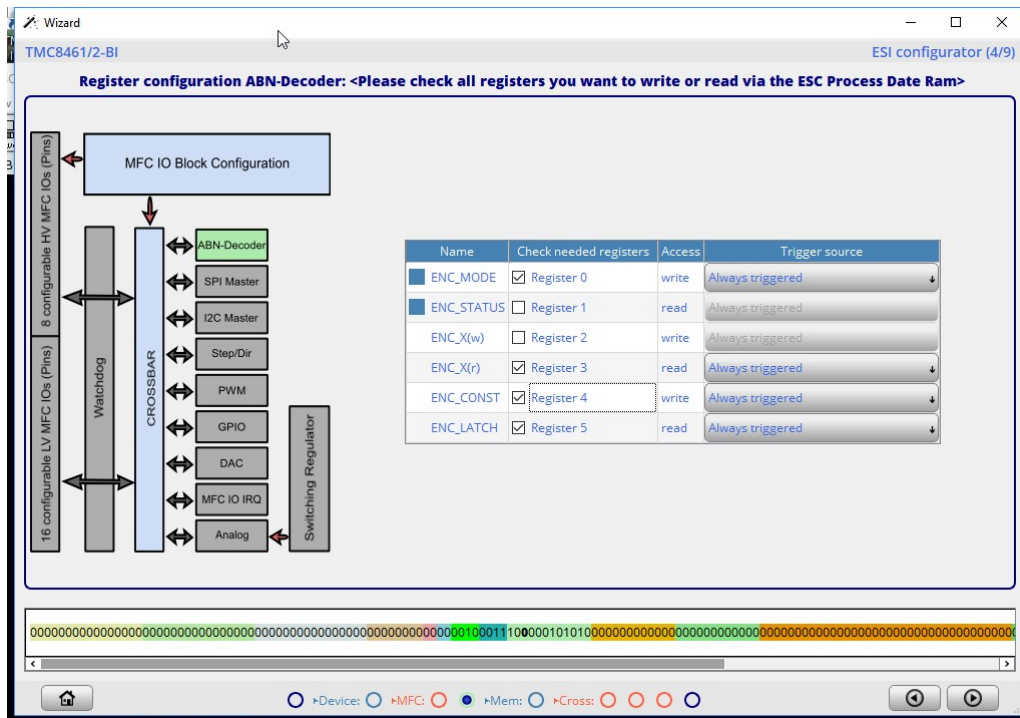 Wizard
TMC8461/2-BI
ESI configurator (4/9)
Register configuration ABN-Decoder: <Please check all registers you want to write or read via the ESC Process Date Ram>
8 configurable HV MFC IOs (Pins)
16 configurable LV MFC IOs (Pins)
MFC IO Block Configuration
Watchdog
CROSSBAR
ABN-Decoder
SPI Master
I2C Master
Step/Dir
PWM
GPIO
DAC
MFC IO IRQ
Analog
Switching Regulator
Name Check needed registers Access Trigger source
ENC_MODE Register 0 write Always triggered
ENC_STATUS Register 1 read Always triggered
ENC_X(w) Register 2 write Always triggered
ENC_X(r) Register 3 read Always triggered
ENC_CONST Register 4 write Always triggered
ENC_LATCH Register 5 read Always triggered
Device: MFC: Mem: Cross: